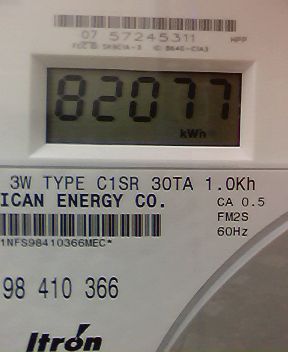 07 57245311
HPP
82077
kWh
3W TYPE C1SR 30TA 1.0Kh
ICAN ENERGY CO.
CA 0.5
FM2S
60Hz
1NFS98410366MEC*
98 410 366
Itron